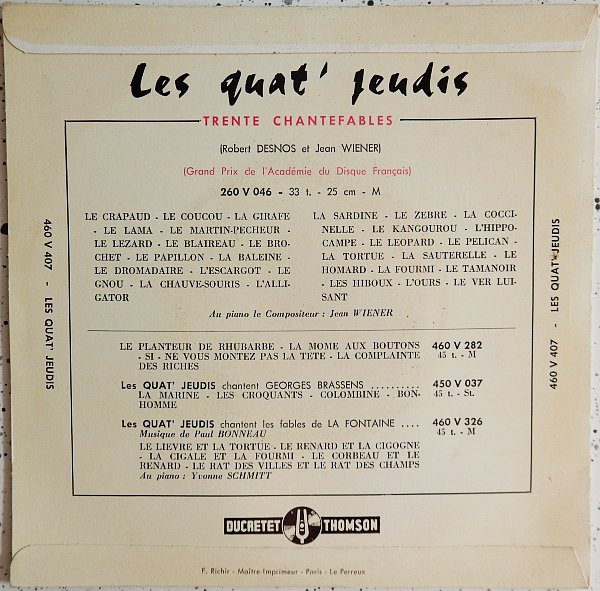 Les quat' jeudis
TRENTE CHANTEFABLES
(Robert DESNOS et Jean WIENER)
(Grand Prix de l'Académie du Disque Français)
260 V 046 - 33 t. - 25 cm - M
LE CRAPAUD - LE COUCOU - LA GIRAFE
- LE LAMA - LE MARTIN-PECHEUR -
LE LEZARD - LE BLAIREAU - LE BRO-
CHET - LE PAPILLON - LA BALEINE -
LE DROMADAIRE - L'ESCARGOT - LE
GNOU - LA CHAUVE-SOURIS - L'ALLI-
GATOR
LA SARDINE - LE ZEBRE - LA COCCI-
NELLE - LE KANGOUROU - L'HIPPO-
CAMPE - LE LEOPARD - LE PELICAN -
LA TORTUE - LA SAUTERELLE - LE
HOMARD - LA FOURMI - LE TAMANOIR
- LES HIBOUX - L'OURS - LE VER LUI-
SANT
Au piano le Compositeur : Jean WIENER
LE PLANTEUR DE RHUBARBE - LA MOME AUX BOUTONS 460 V 282
- SI - NE VOUS MONTEZ PAS LA TETE - LA COMPLAINTE 45 t. - M
DES RICHES
Les QUAT' JEUDIS chantent GEORGES BRASSENS .......... 450 V 037
LA MARINE - LES CROQUANTS - COLOMBINE - BON- 45 t. - St.
HOMME
Les QUAT' JEUDIS chantent les fables de LA FONTAINE .... 460 V 326
Musique de Paul BONNEAU 45 t. - M
LE LIEVRE ET LA TORTUE - LE RENARD ET LA CIGOGNE
- LA CIGALE ET LA FOURMI - LE CORBEAU ET LE
RENARD - LE RAT DES VILLES ET LE RAT DES CHAMPS
Au piano : Yvonne SCHMITT
460 V 407 - LES QUAT' JEUDIS
460 V 407 - LES QUAT' JEUDIS
DUCRETET THOMSON
F. Richir - Maître-Imprimeur - Paris - Le Perreux